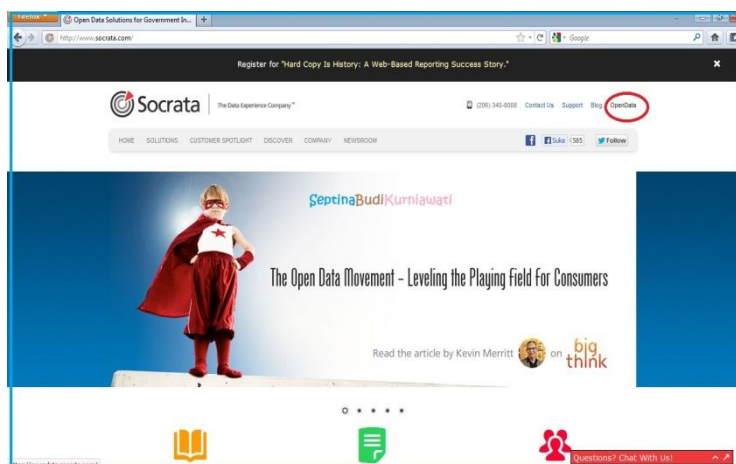 Firefox
Open Data Solutions for Government In...
http://www.socrata.com/
Google
Register for "Hard Copy Is History: A Web-Based Reporting Success Story."
Socrata
The Data Experience Company™
(206) 340-8008 Contact Us Support Blog OpenData
HOME SOLUTIONS CUSTOMER SPOTLIGHT DISCOVER COMPANY NEWSROOM
Suka 585 Follow
SeptinaBudiKurniawati
The Open Data Movement – Leveling the Playing Field For Consumers
Read the article by Kevin Merritt on big think
Questions? Chat With Us!